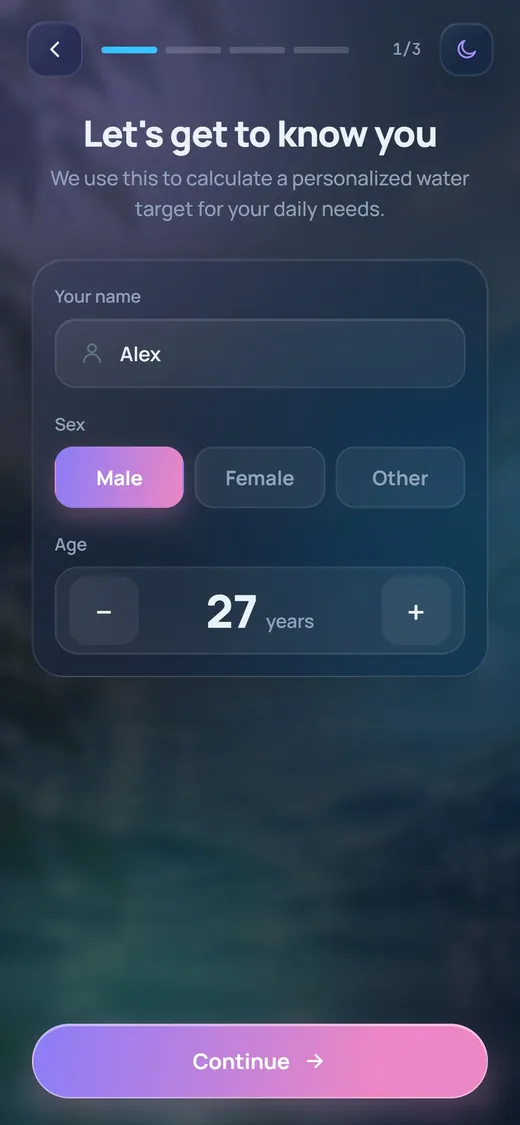 1/3
Let's get to know you
We use this to calculate a personalized water
target for your daily needs.
Your name
Alex
Sex
Male Female Other
Age
− 27 years +
Continue →